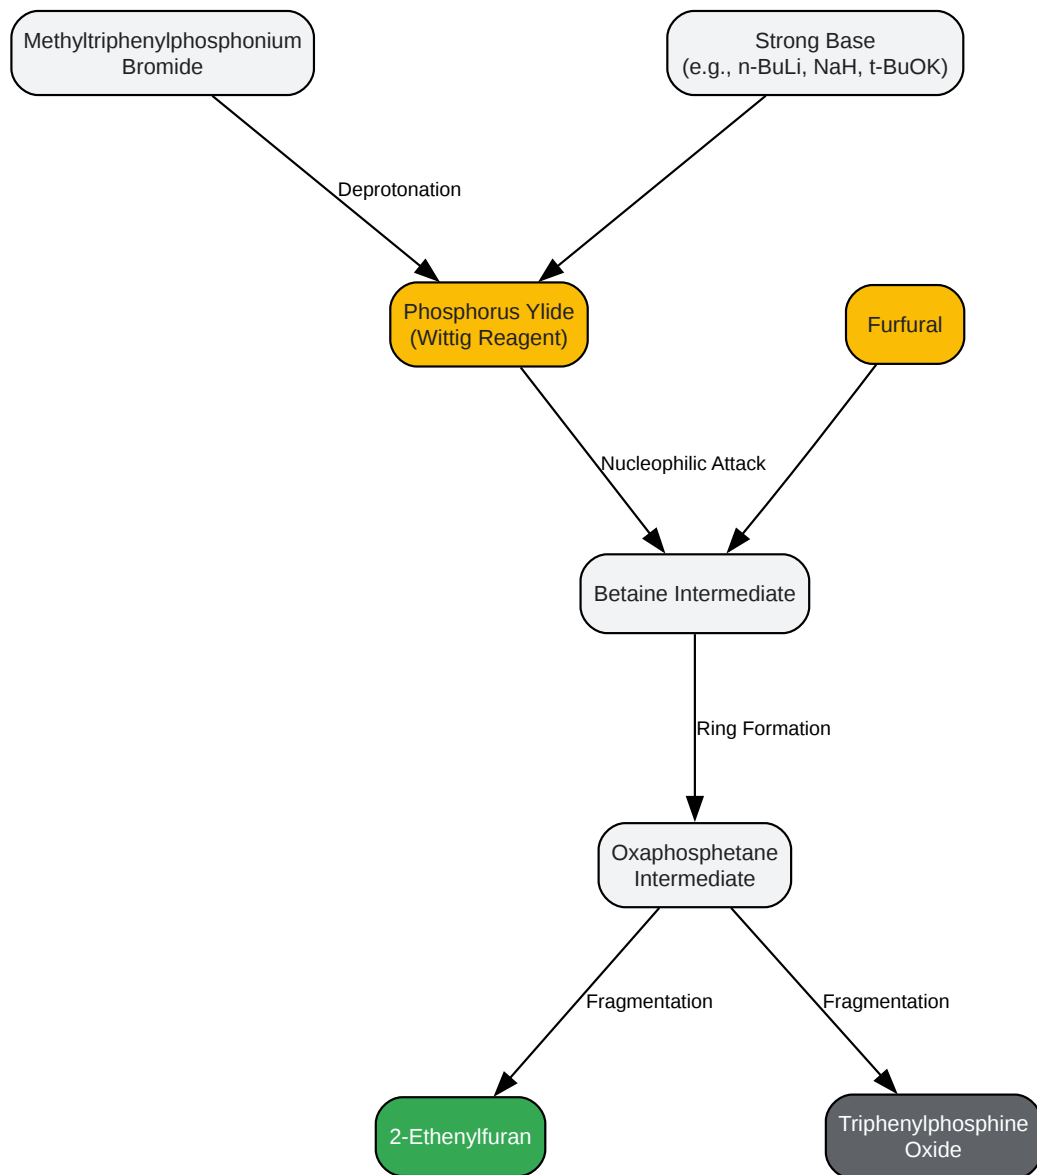 Methyltriphenylphosphonium
Bromide
Strong Base
(e.g., n-BuLi, NaH, t-BuOK)
Deprotonation
Phosphorus Ylide
(Wittig Reagent)
Furfural
Nucleophilic Attack
Betaine Intermediate
Ring Formation
Oxaphosphetane
Intermediate
Fragmentation
Fragmentation
2-Ethenylfuran
Triphenylphosphine
Oxide